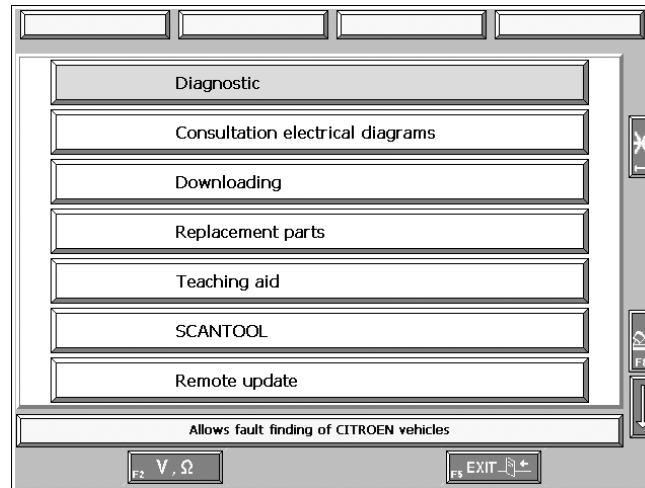 Diagnostic
Consultation electrical diagrams
Downloading
Replacement parts
Teaching aid
SCANTOOL
Remote update
Allows fault finding of CITROEN vehicles
F2 V , Ω
F5 EXIT